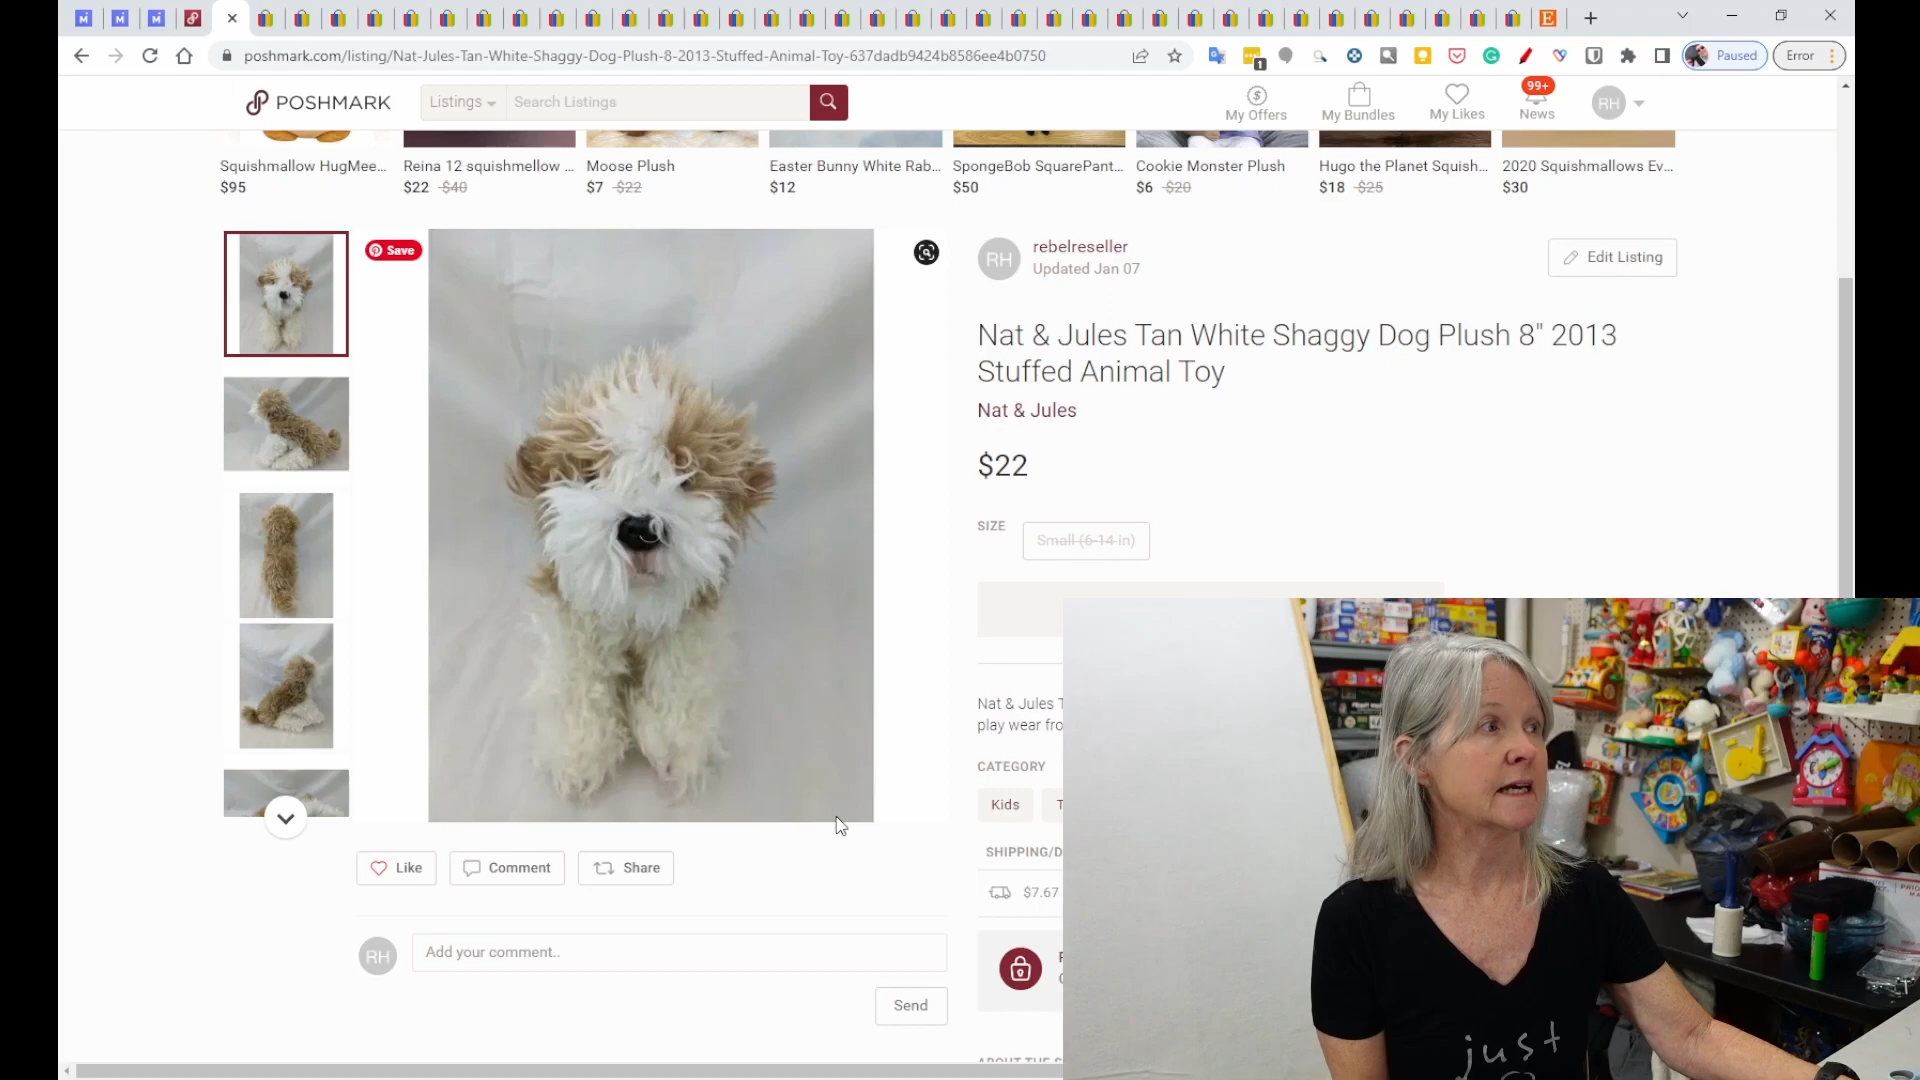 poshmark.com/listing/Nat-Jules-Tan-White-Shaggy-Dog-Plush-8-2013-Stuffed-Animal-Toy-637dadb9424b8586ee4b0750
1
Paused
Error
POSHMARK
Listings
Search Listings
My Offers
My Bundles
My Likes
99+
News
RH
Squishmallow HugMee...
$95
Reina 12 squishmellow ...
$22 $40
Moose Plush
$7 $22
Easter Bunny White Rab...
$12
SpongeBob SquarePant...
$50
Cookie Monster Plush
$6 $20
Hugo the Planet Squish...
$18 $25
2020 Squishmallows Ev...
$30
Save
RH
rebelreseller
Updated Jan 07
Edit Listing
Nat & Jules Tan White Shaggy Dog Plush 8" 2013
Stuffed Animal Toy
Nat & Jules
$22
SIZE
Small (6-14 in)
Nat & Jules T
play wear fro
CATEGORY
Kids
T
SHIPPING/D
$7.67
Like
Comment
Share
RH
Add your comment..
Send
ABOUT THE S
just